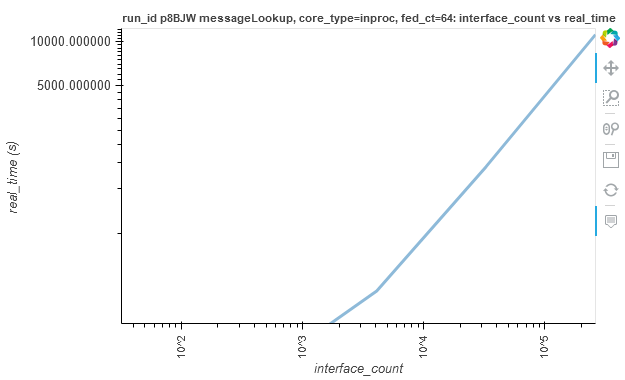 run_id p8BJW messageLookup, core_type=inproc, fed_ct=64: interface_count vs real_time
10000.000000
5000.000000
real_time (s)
10^2
10^3
10^4
10^5
interface_count